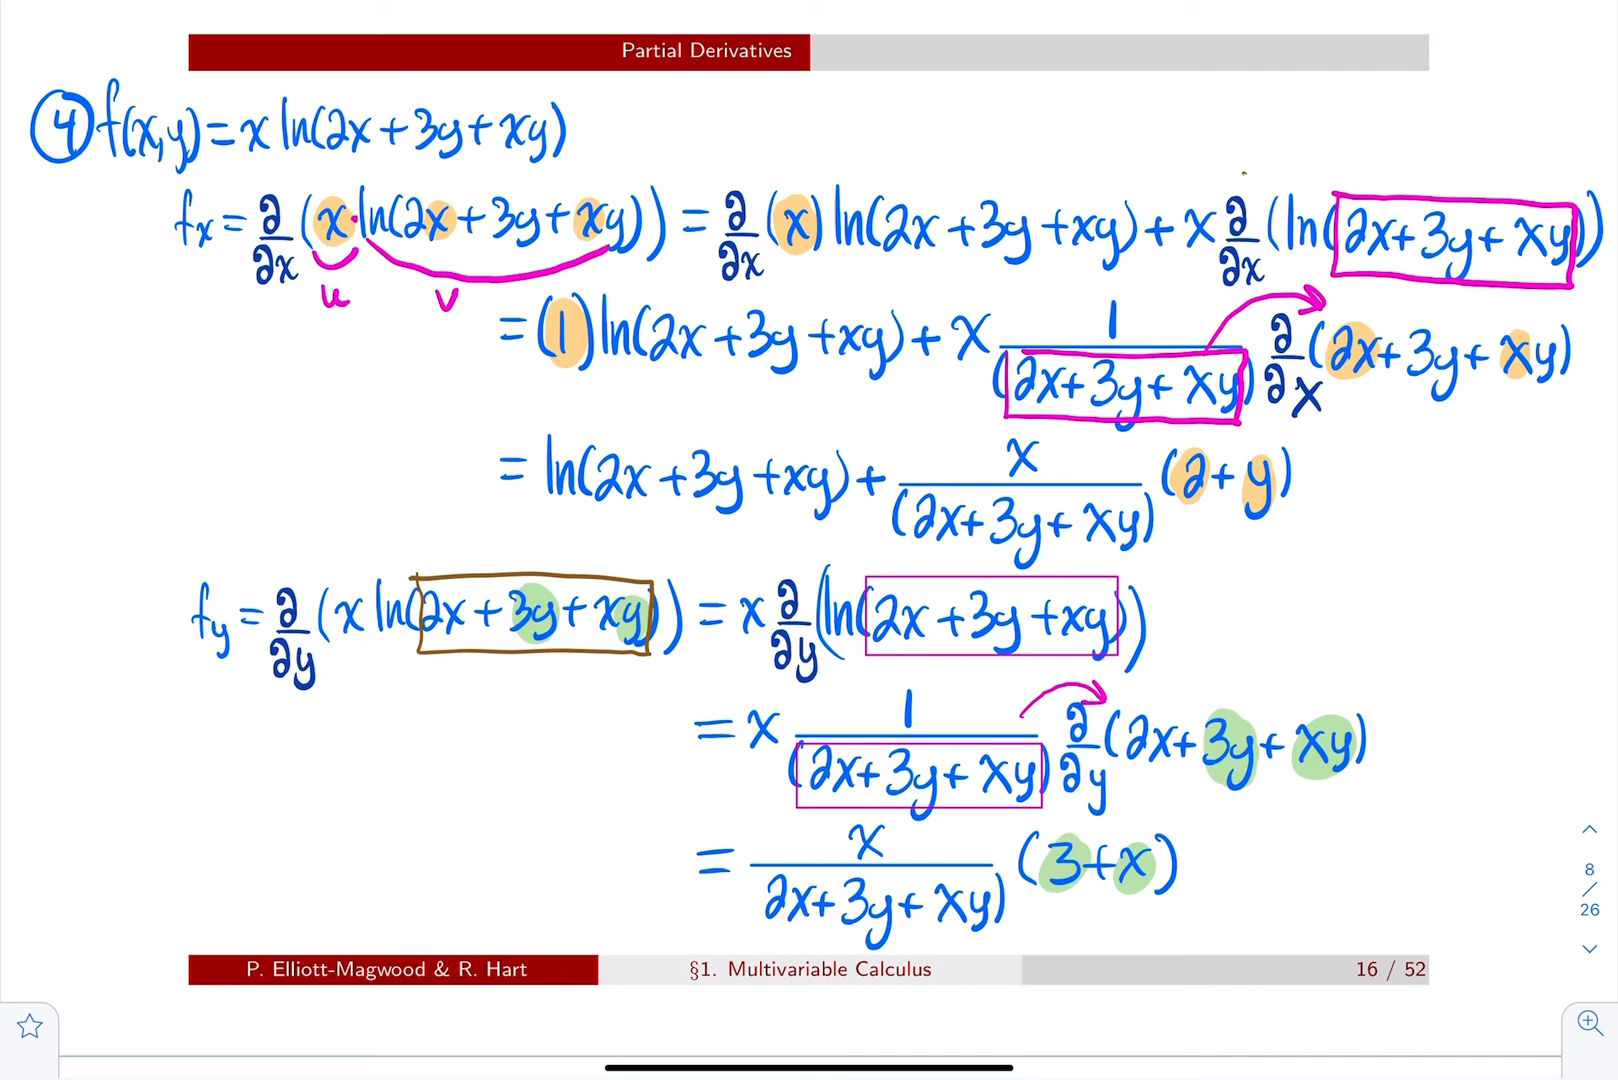 Partial Derivatives
④ f(x,y) = x ln(2x + 3y + xy)
fx = ∂/∂x (x · ln(2x + 3y + xy)) = ∂/∂x (x) ln(2x + 3y + xy) + x ∂/∂x (ln(2x + 3y + xy))
u v
= (1) ln(2x + 3y + xy) + x 1/(2x + 3y + xy) ∂/∂x (2x + 3y + xy)
= ln(2x + 3y + xy) + x/(2x + 3y + xy) (2 + y)
fy = ∂/∂y (x ln(2x + 3y + xy)) = x ∂/∂y (ln(2x + 3y + xy))
= x 1/(2x + 3y + xy) ∂/∂y (2x + 3y + xy)
= x/2x + 3y + xy) (3 + x)
8
/
26
P. Elliott-Magwood & R. Hart §1. Multivariable Calculus 16 / 52